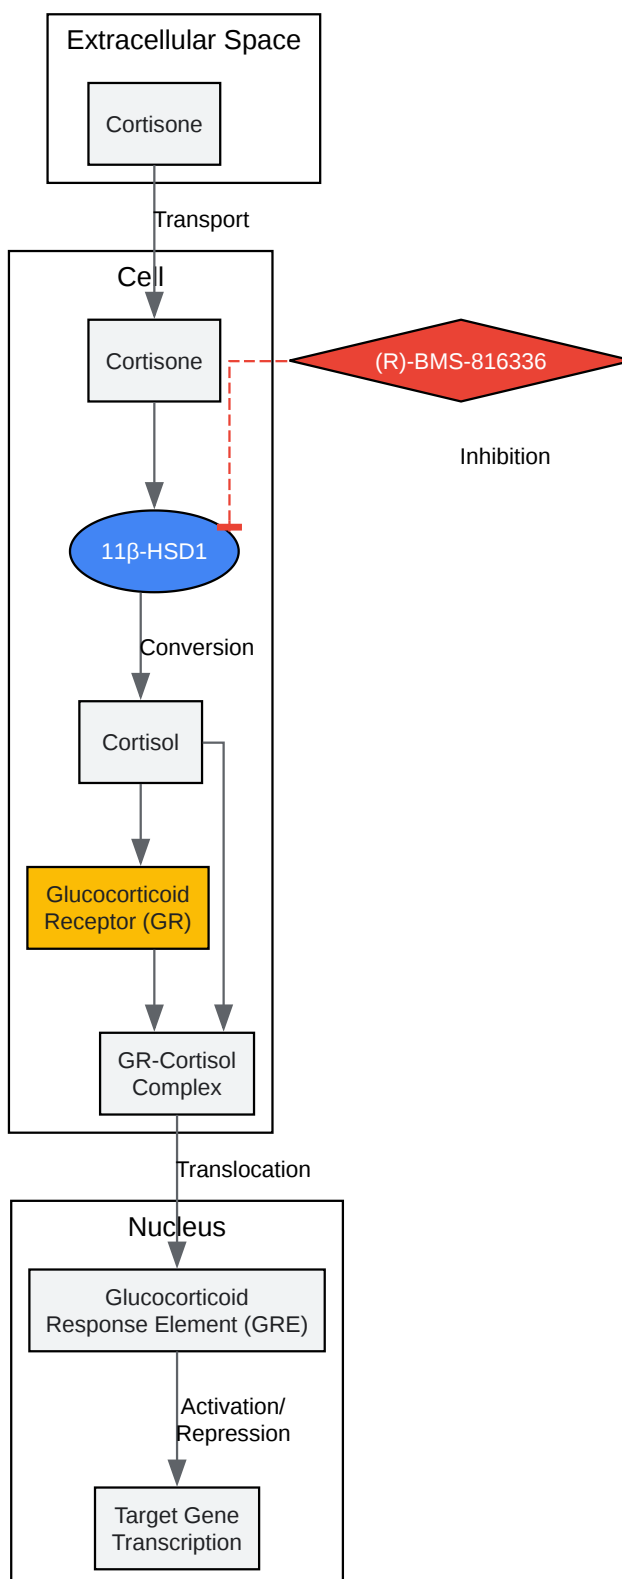 Extracellular Space
Cortisone
Transport
Cell
Cortisone
(R)-BMS-816336
Inhibition
11β-HSD1
Conversion
Cortisol
Glucocorticoid
Receptor (GR)
GR-Cortisol
Complex
Translocation
Nucleus
Glucocorticoid
Response Element (GRE)
Activation/
Repression
Target Gene
Transcription